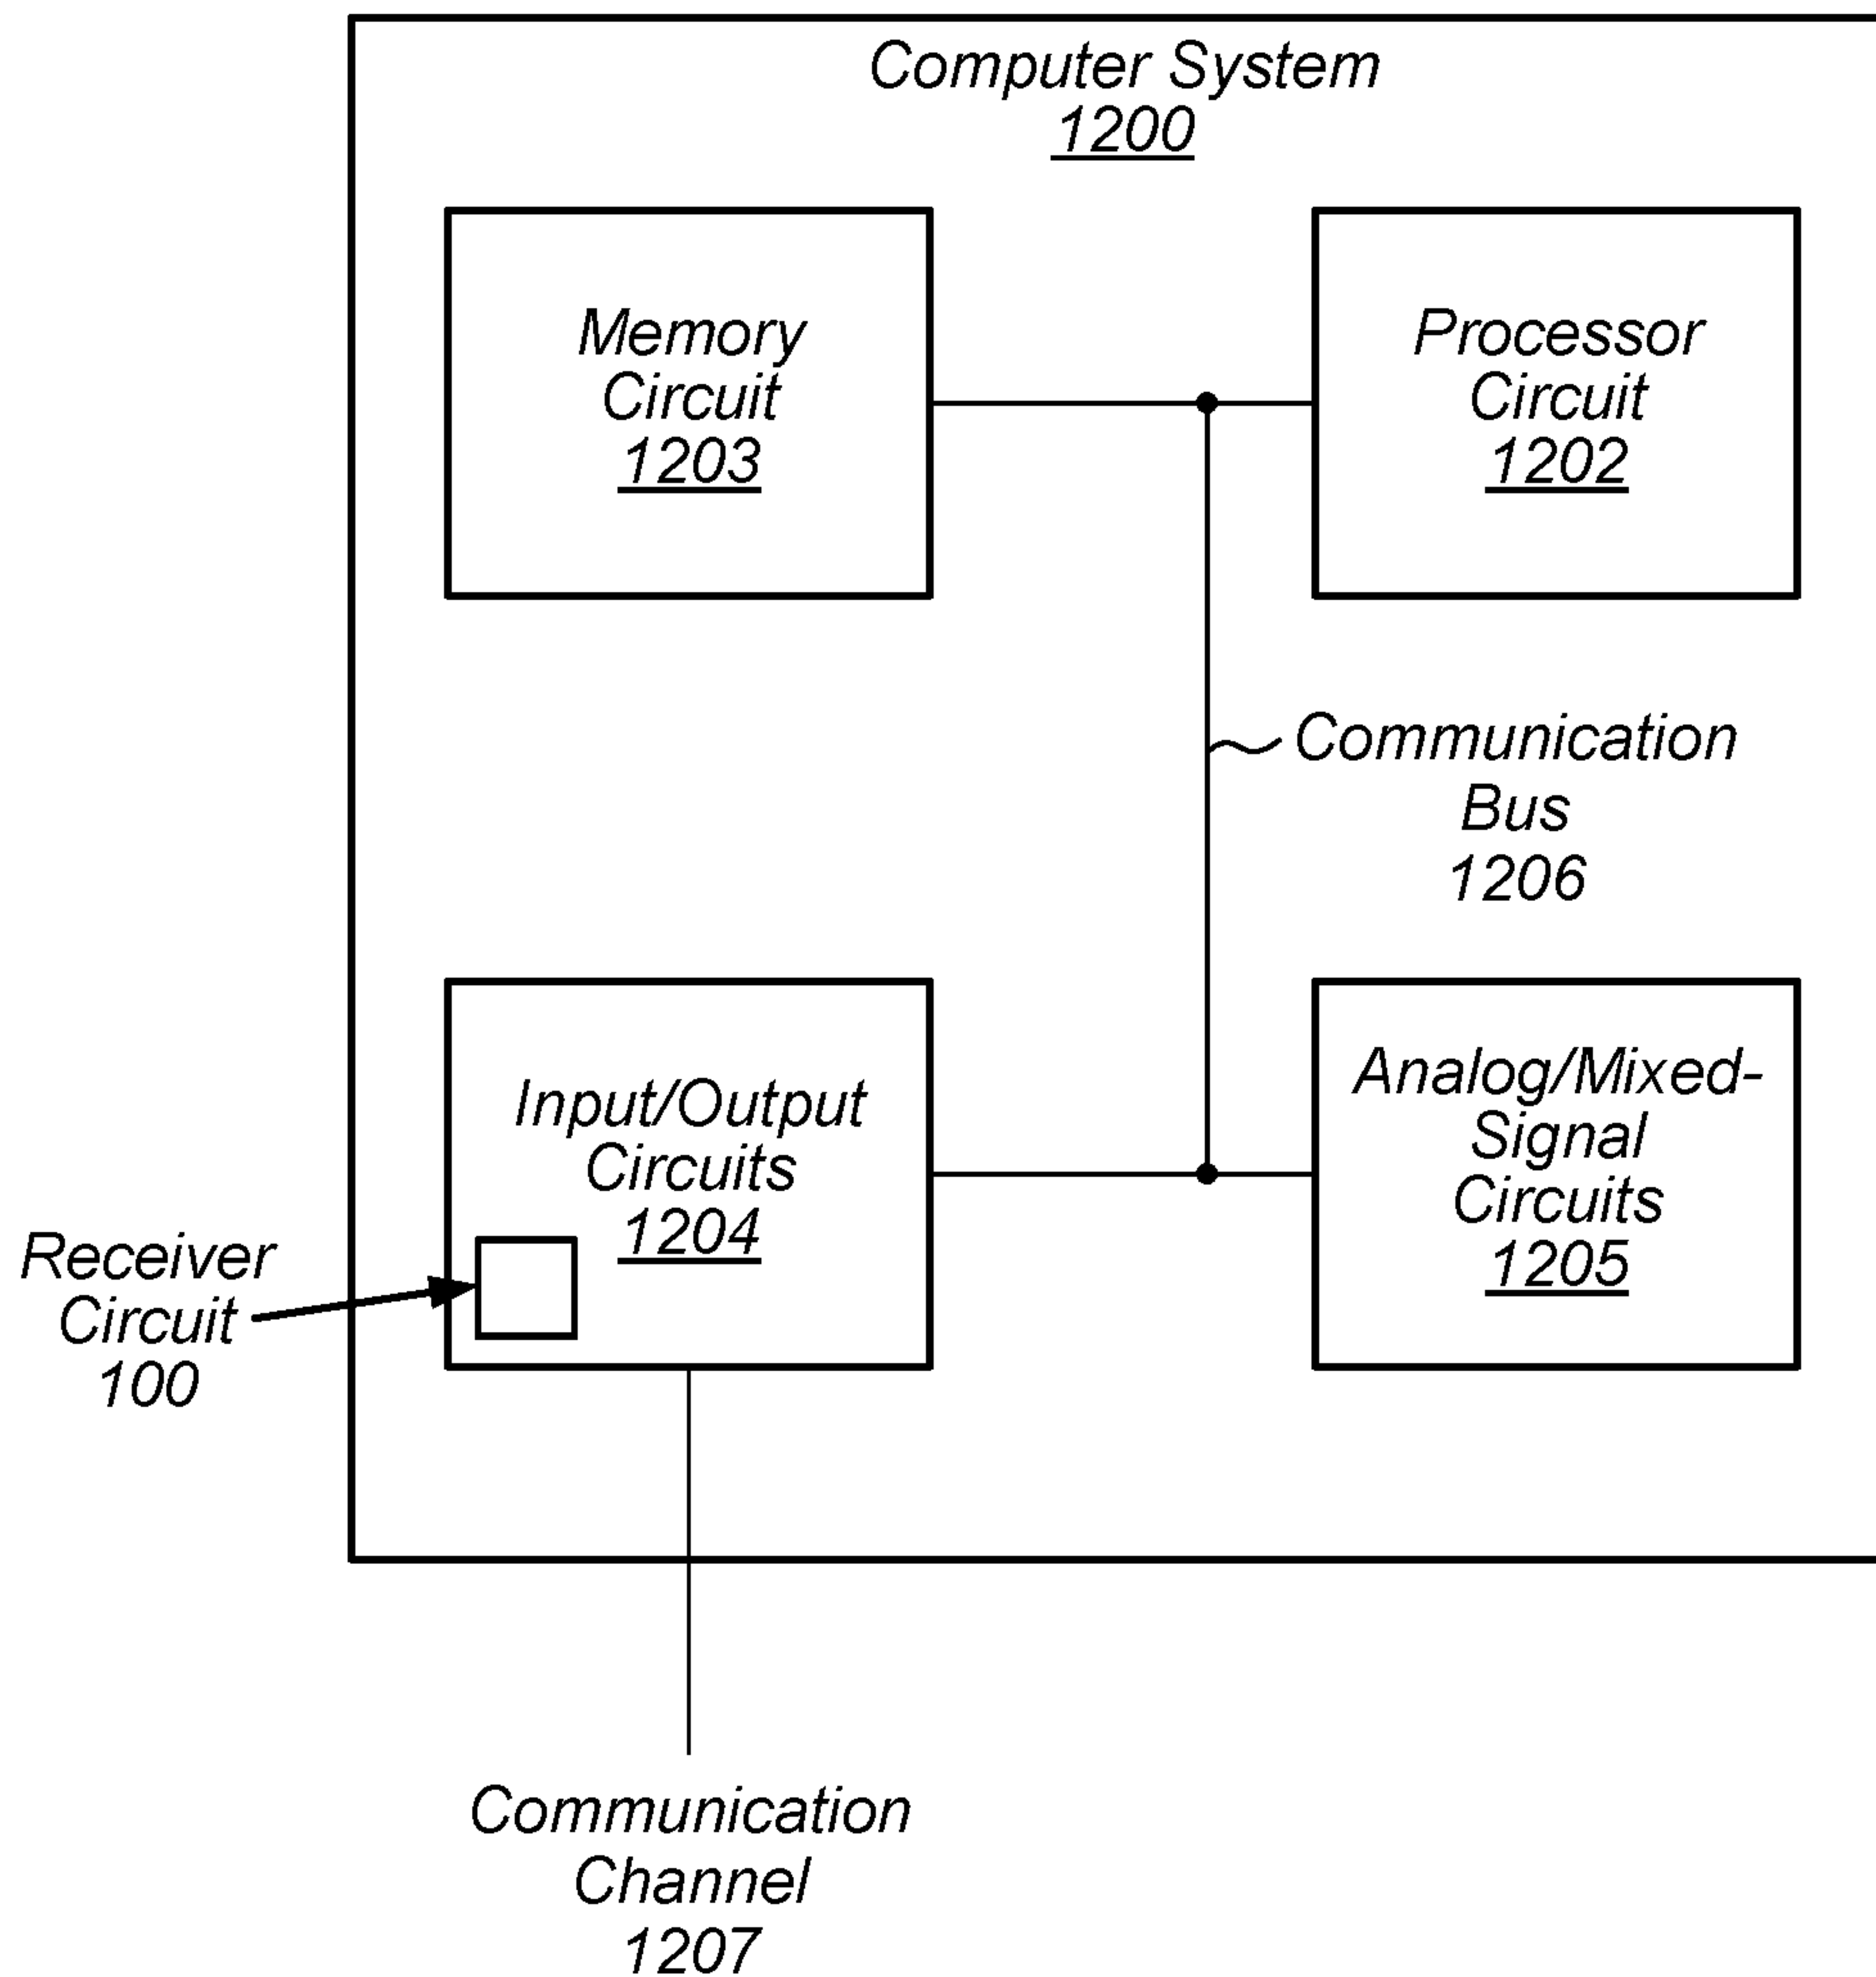 Computer System
1200
Memory
Circuit
1203
Processor
Circuit
1202
Communication
Bus
1206
Input/Output
Circuits
1204
Analog/Mixed-
Signal
Circuits
1205
Receiver
Circuit
100
Communication
Channel
1207